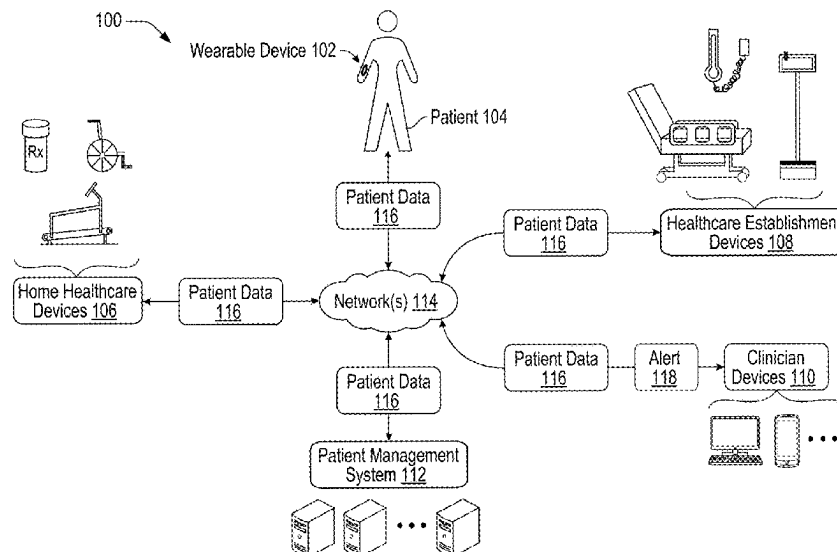 100
Wearable Device 102
Patient 104
Rx
Patient Data
116
Patient Data
116
Healthcare Establishmen
Devices 108
Home Healthcare
Devices 106
Patient Data
116
Network(s) 114
Patient Data
116
Alert
118
Clinician
Devices 110
Patient Data
116
Patient Management
System 112